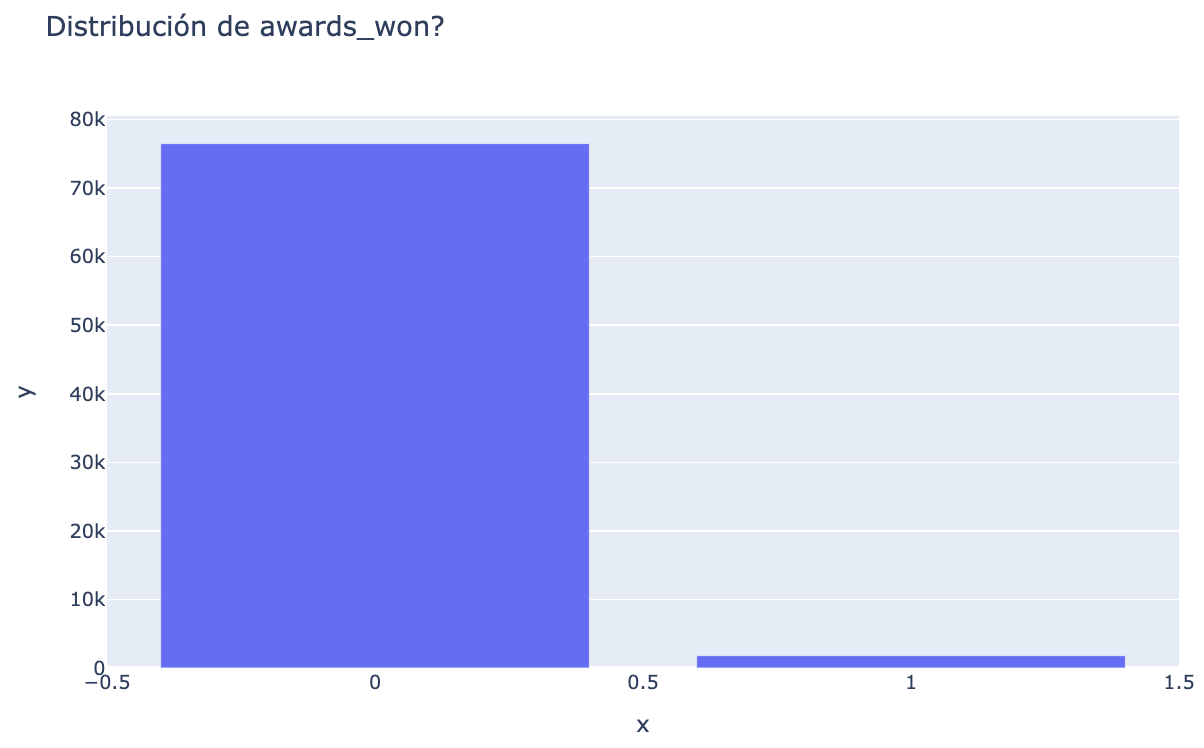 Distribución de awards_won?
80k
70k
60k
50k
40k
30k
20k
10k
0
y
−0.5 0 0.5 1 1.5
x